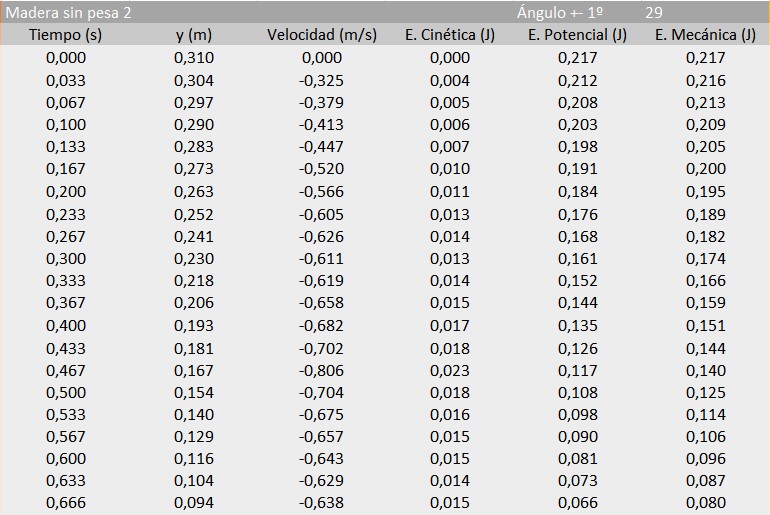 Madera sin pesa 2 Ángulo +- 1º 29
Tiempo (s) y (m) Velocidad (m/s) E. Cinética (J) E. Potencial (J) E. Mecánica (J)
0,000 0,310 0,000 0,000 0,217 0,217
0,033 0,304 -0,325 0,004 0,212 0,216
0,067 0,297 -0,379 0,005 0,208 0,213
0,100 0,290 -0,413 0,006 0,203 0,209
0,133 0,283 -0,447 0,007 0,198 0,205
0,167 0,273 -0,520 0,010 0,191 0,200
0,200 0,263 -0,566 0,011 0,184 0,195
0,233 0,252 -0,605 0,013 0,176 0,189
0,267 0,241 -0,626 0,014 0,168 0,182
0,300 0,230 -0,611 0,013 0,161 0,174
0,333 0,218 -0,619 0,014 0,152 0,166
0,367 0,206 -0,658 0,015 0,144 0,159
0,400 0,193 -0,682 0,017 0,135 0,151
0,433 0,181 -0,702 0,018 0,126 0,144
0,467 0,167 -0,806 0,023 0,117 0,140
0,500 0,154 -0,704 0,018 0,108 0,125
0,533 0,140 -0,675 0,016 0,098 0,114
0,567 0,129 -0,657 0,015 0,090 0,106
0,600 0,116 -0,643 0,015 0,081 0,096
0,633 0,104 -0,629 0,014 0,073 0,087
0,666 0,094 -0,638 0,015 0,066 0,080